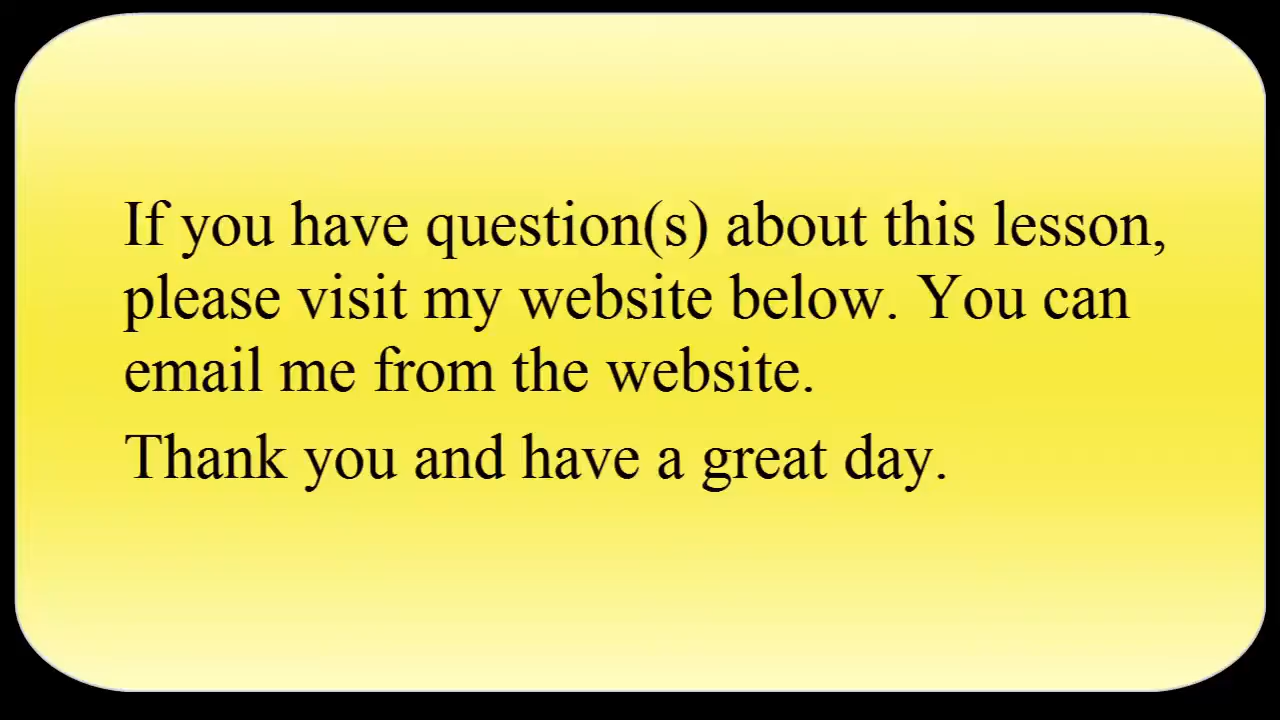 If you have question(s) about this lesson,
please visit my website below. You can
email me from the website.
Thank you and have a great day.